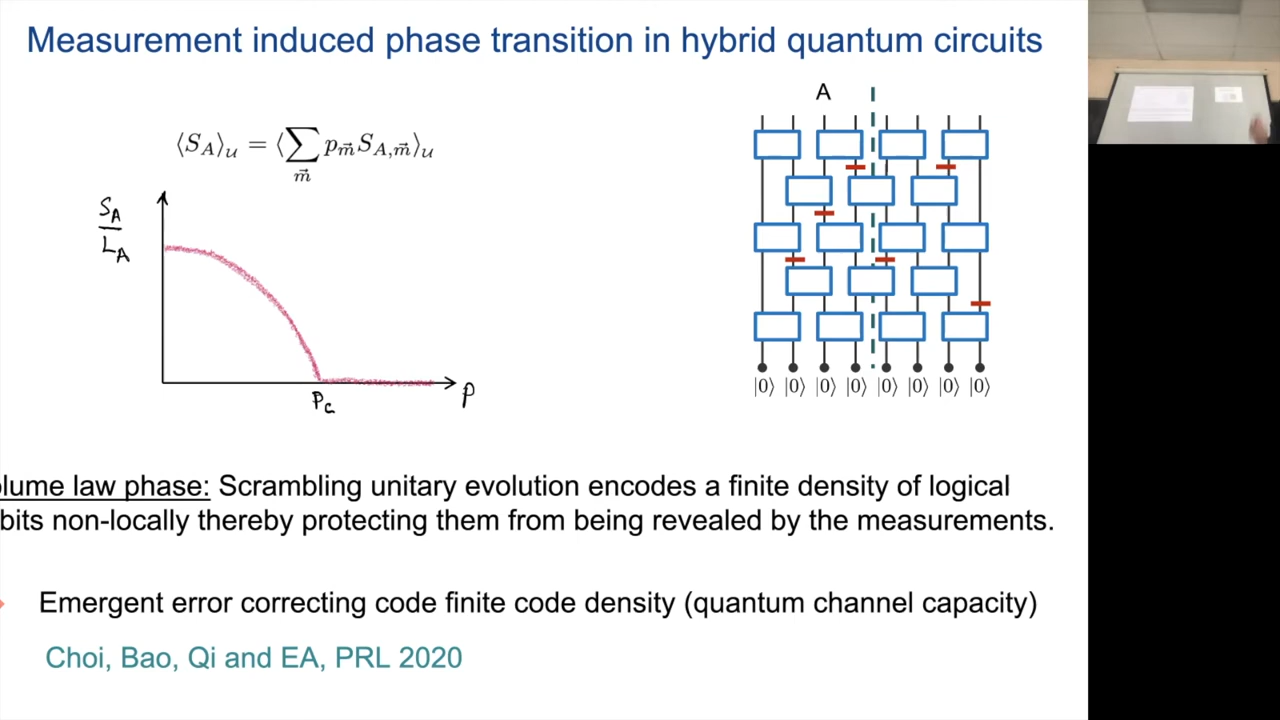 Measurement induced phase transition in hybrid quantum circuits
A
⟨S_A⟩_𝒰 = ⟨∑_m⃗ p_m⃗ S_{A,m⃗}⟩_𝒰
S_A / L_A
P_c
p
|0⟩ |0⟩ |0⟩ |0⟩ |0⟩ |0⟩ |0⟩ |0⟩
lume law phase: Scrambling unitary evolution encodes a finite density of logical
bits non-locally thereby protecting them from being revealed by the measurements.
Emergent error correcting code finite code density (quantum channel capacity)
Choi, Bao, Qi and EA, PRL 2020